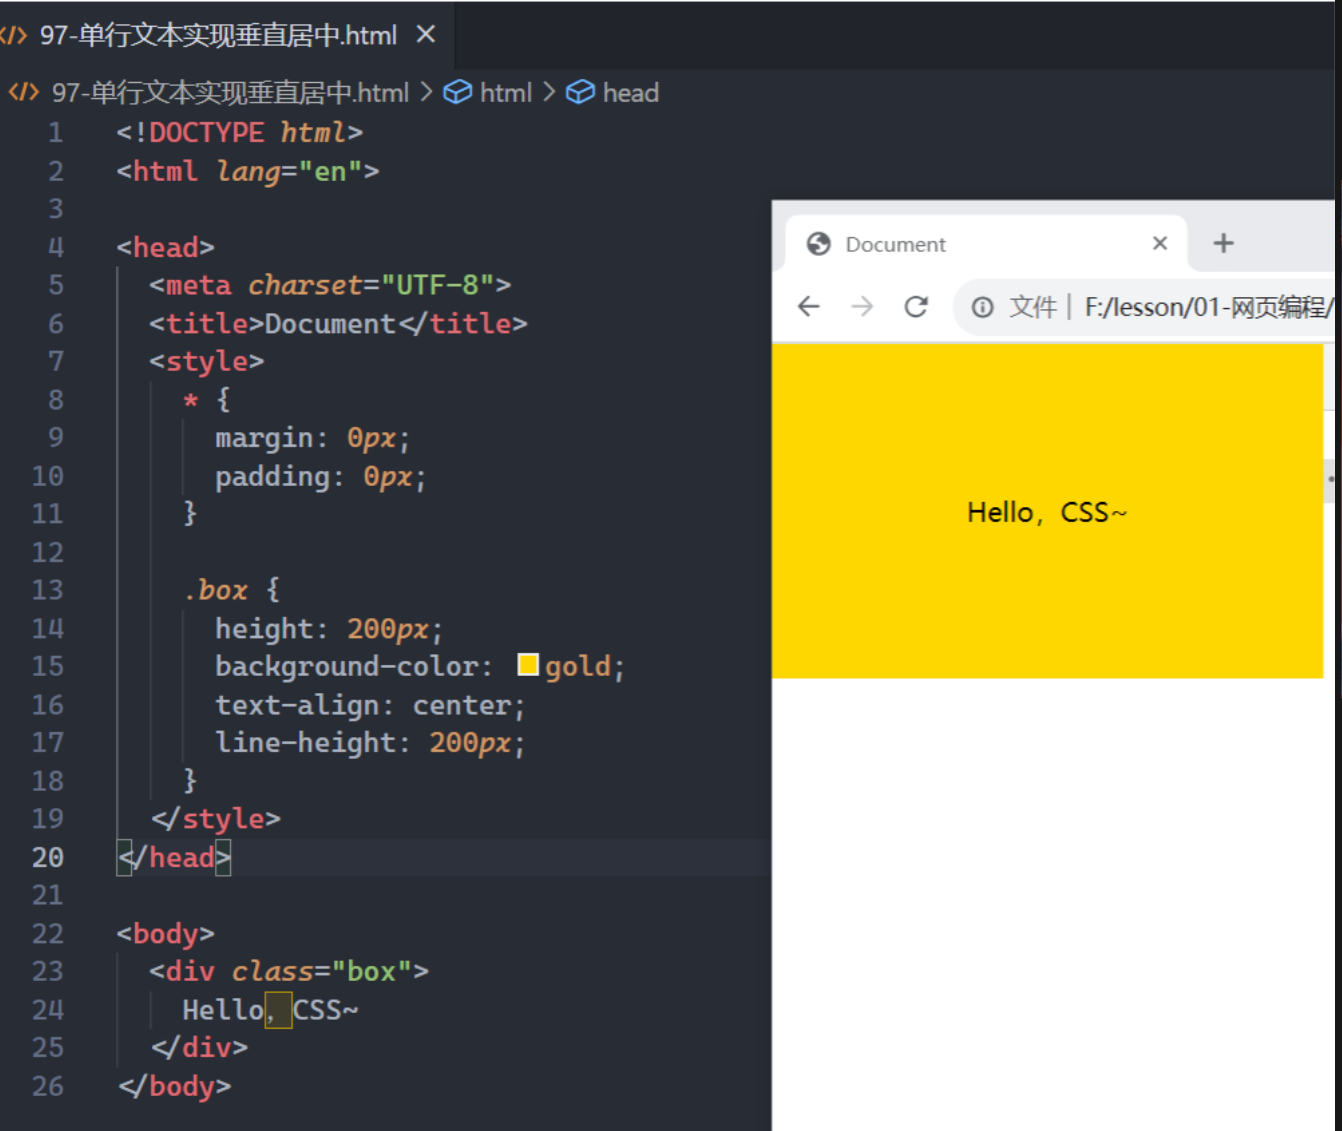 97-单行文本实现垂直居中.html
97-单行文本实现垂直居中.html > html > head
1 <!DOCTYPE html>
2 <html lang="en">
3
4 <head>
5 <meta charset="UTF-8">
6 <title>Document</title>
7 <style>
8 * {
9 margin: 0px;
10 padding: 0px;
11 }
12
13 .box {
14 height: 200px;
15 background-color: gold;
16 text-align: center;
17 line-height: 200px;
18 }
19 </style>
20 </head>
21
22 <body>
23 <div class="box">
24 Hello，CSS~
25 </div>
26 </body>
Document
文件 | F:/lesson/01-网页编程/
Hello，CSS~